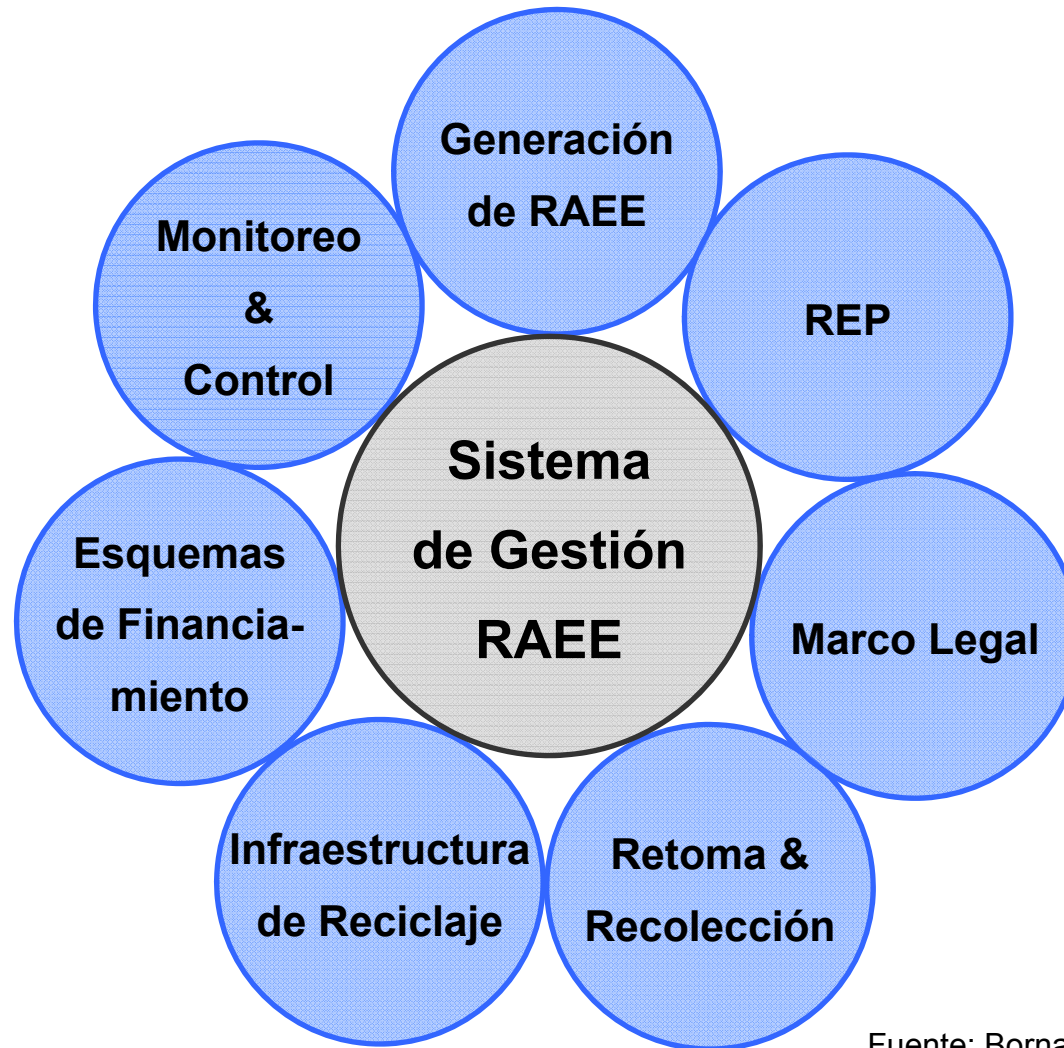 Generación
de RAEE
REP
Marco Legal
Retoma &
Recolección
Infraestructura
de Reciclaje
Esquemas
de Financia-
miento
Monitoreo
&
Control
Sistema
de Gestión
RAEE
Fuente: